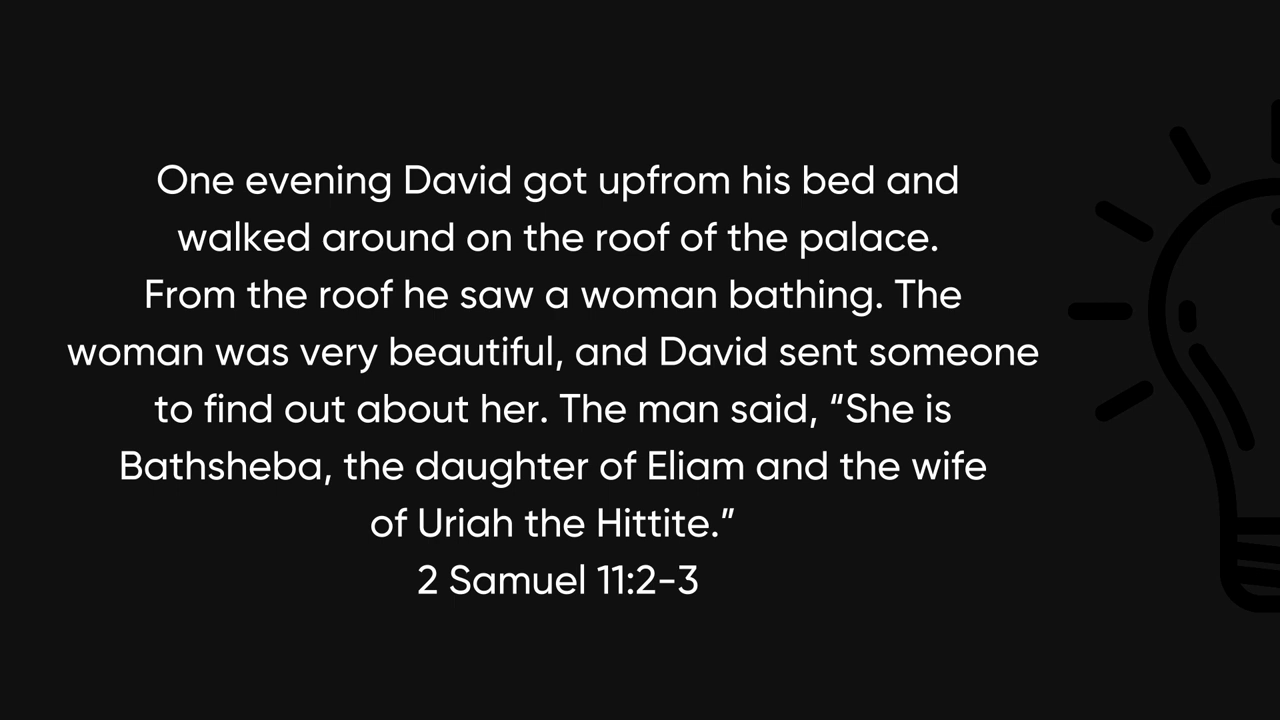 One evening David got upfrom his bed and
walked around on the roof of the palace.
From the roof he saw a woman bathing. The
woman was very beautiful, and David sent someone
to find out about her. The man said, “She is
Bathsheba, the daughter of Eliam and the wife
of Uriah the Hittite.”
2 Samuel 11:2-3